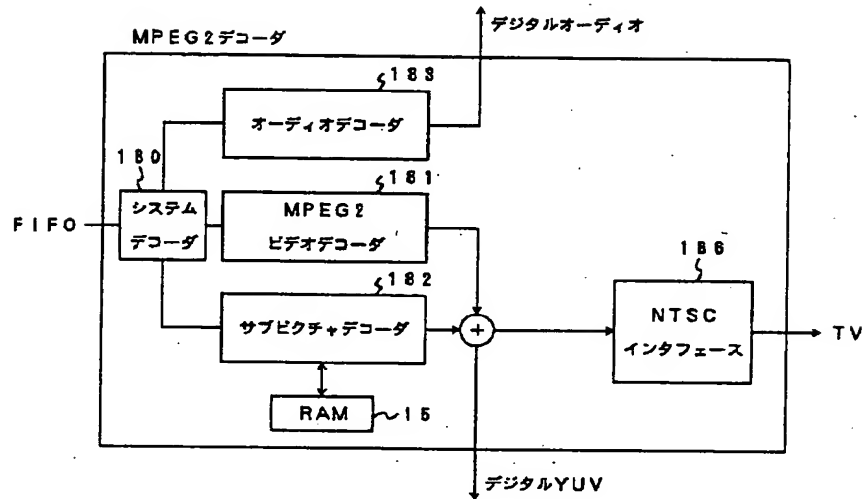 デジタルオーディオ
MPEG2デコーダ
183
オーディオデコーダ
180
181
FIFO
システム
デコーダ
MPEG2
ビデオデコーダ
182
186
サブピクチャデコーダ
NTSC
インタフェース
TV
RAM
15
デジタルYUV